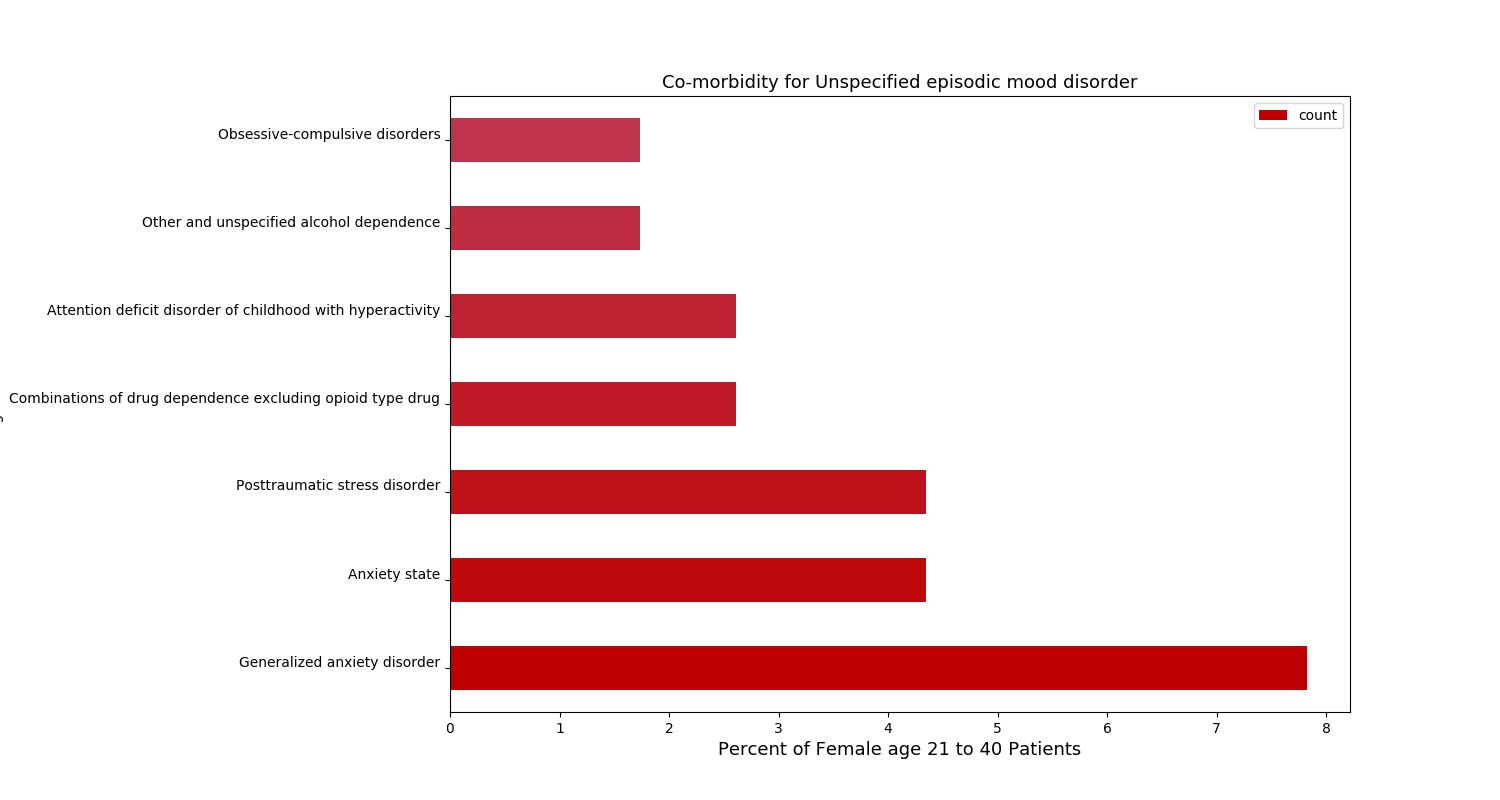 Co-morbidity for Unspecified episodic mood disorder
count
Obsessive-compulsive disorders
Other and unspecified alcohol dependence
Attention deficit disorder of childhood with hyperactivity
Combinations of drug dependence excluding opioid type drug
Posttraumatic stress disorder
Anxiety state
Generalized anxiety disorder
0 1 2 3 4 5 6 7 8
Percent of Female age 21 to 40 Patients